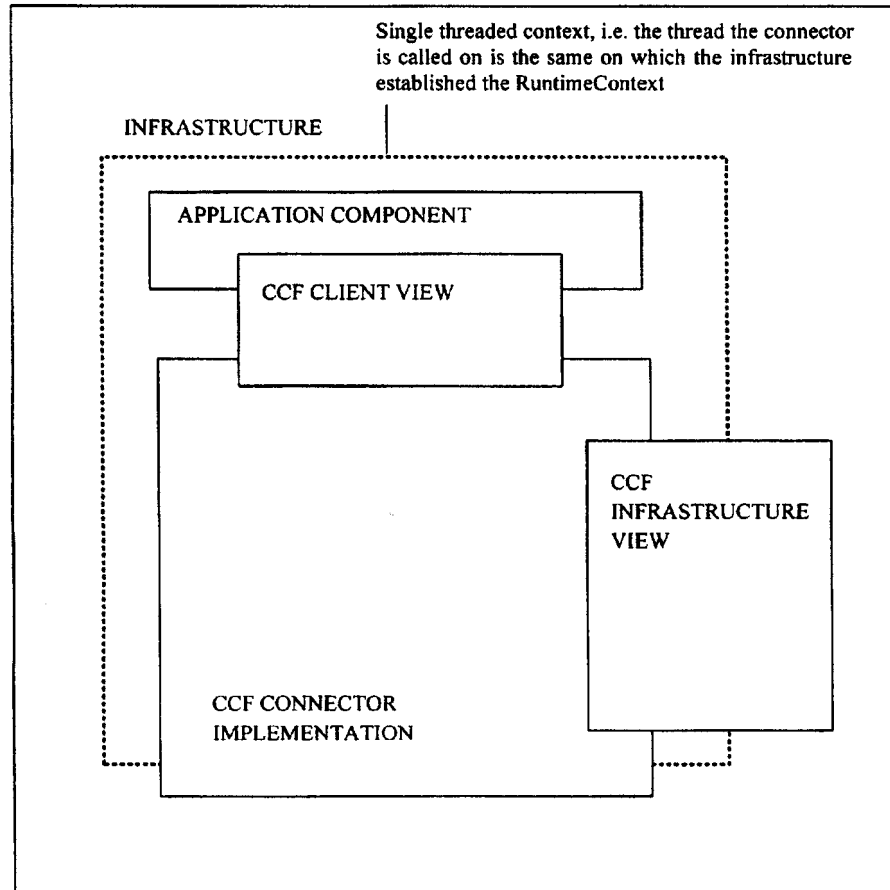 Single threaded context, i.e. the thread the connector
is called on is the same on which the infrastructure
established the RuntimeContext
INFRASTRUCTURE
APPLICATION COMPONENT
CCF CLIENT VIEW
CCF
INFRASTRUCTURE
VIEW
CCF CONNECTOR
IMPLEMENTATION